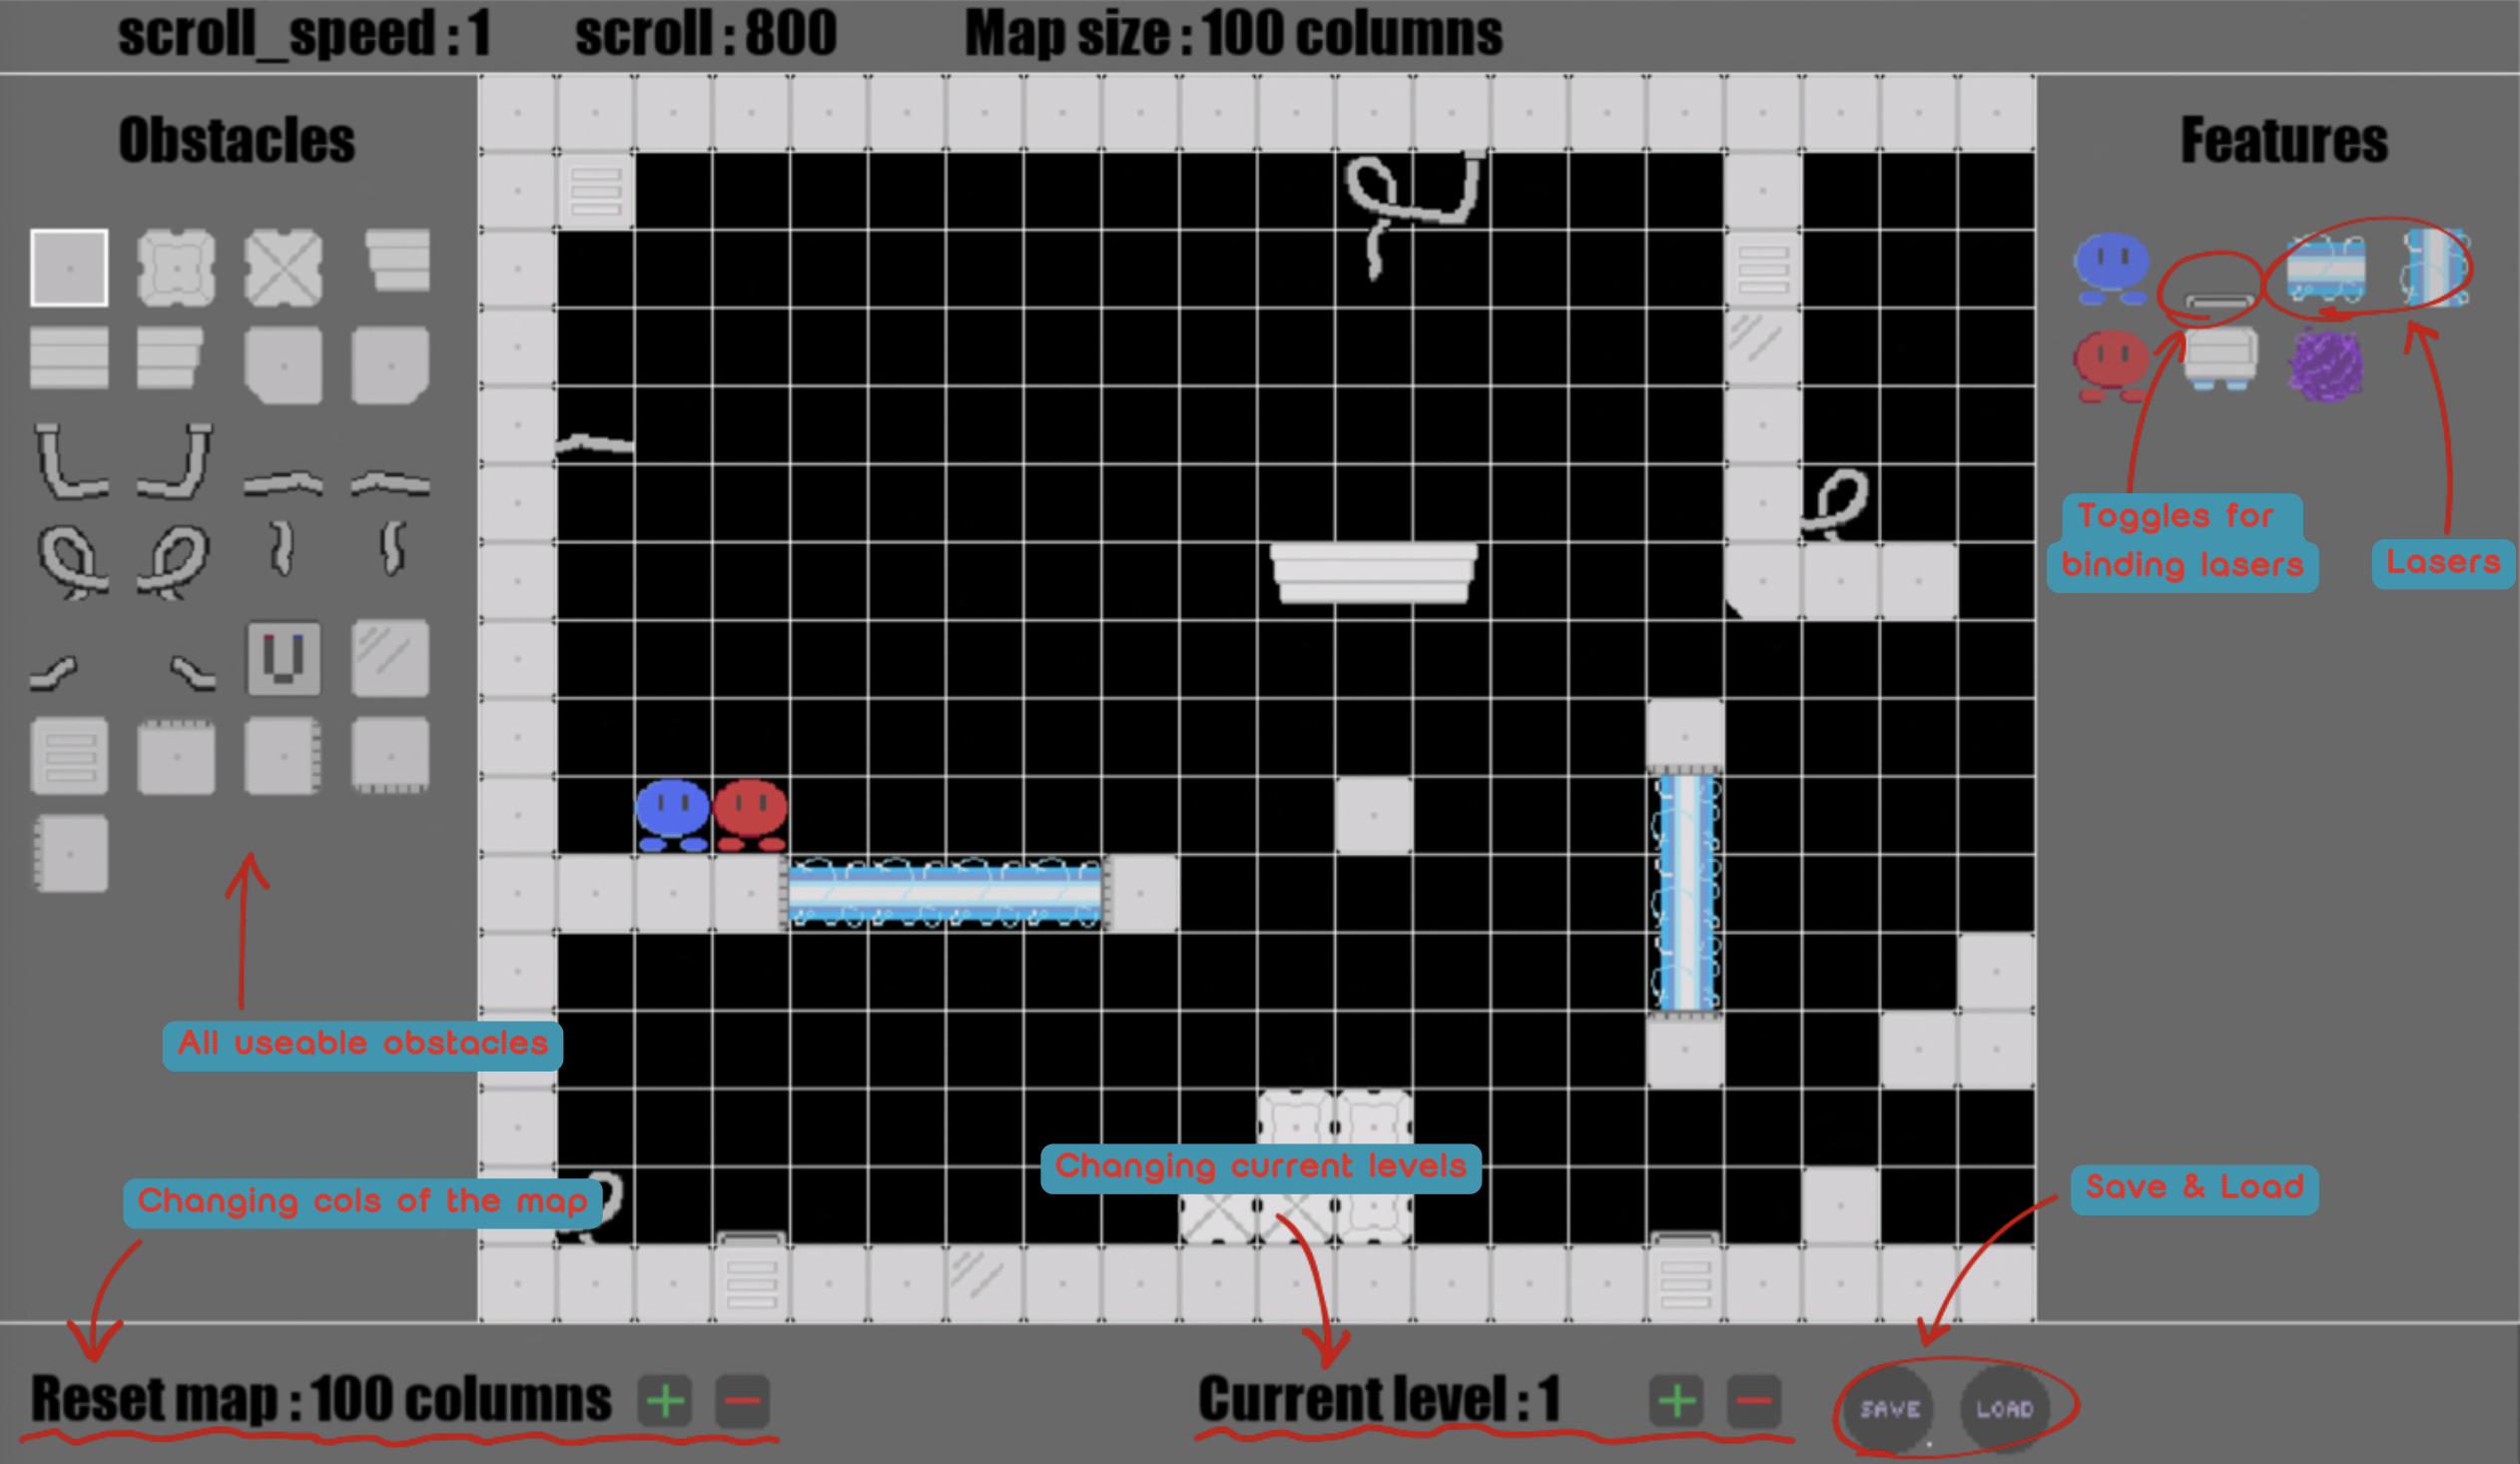 scroll_speed : 1 scroll : 800 Map size : 100 columns
Obstacles
Features
Toggles for
binding lasers
Lasers
All useable obstacles
Changing current levels
Changing cols of the map
Save & Load
Reset map : 100 columns + −
Current level : 1 + −
SAVE LOAD